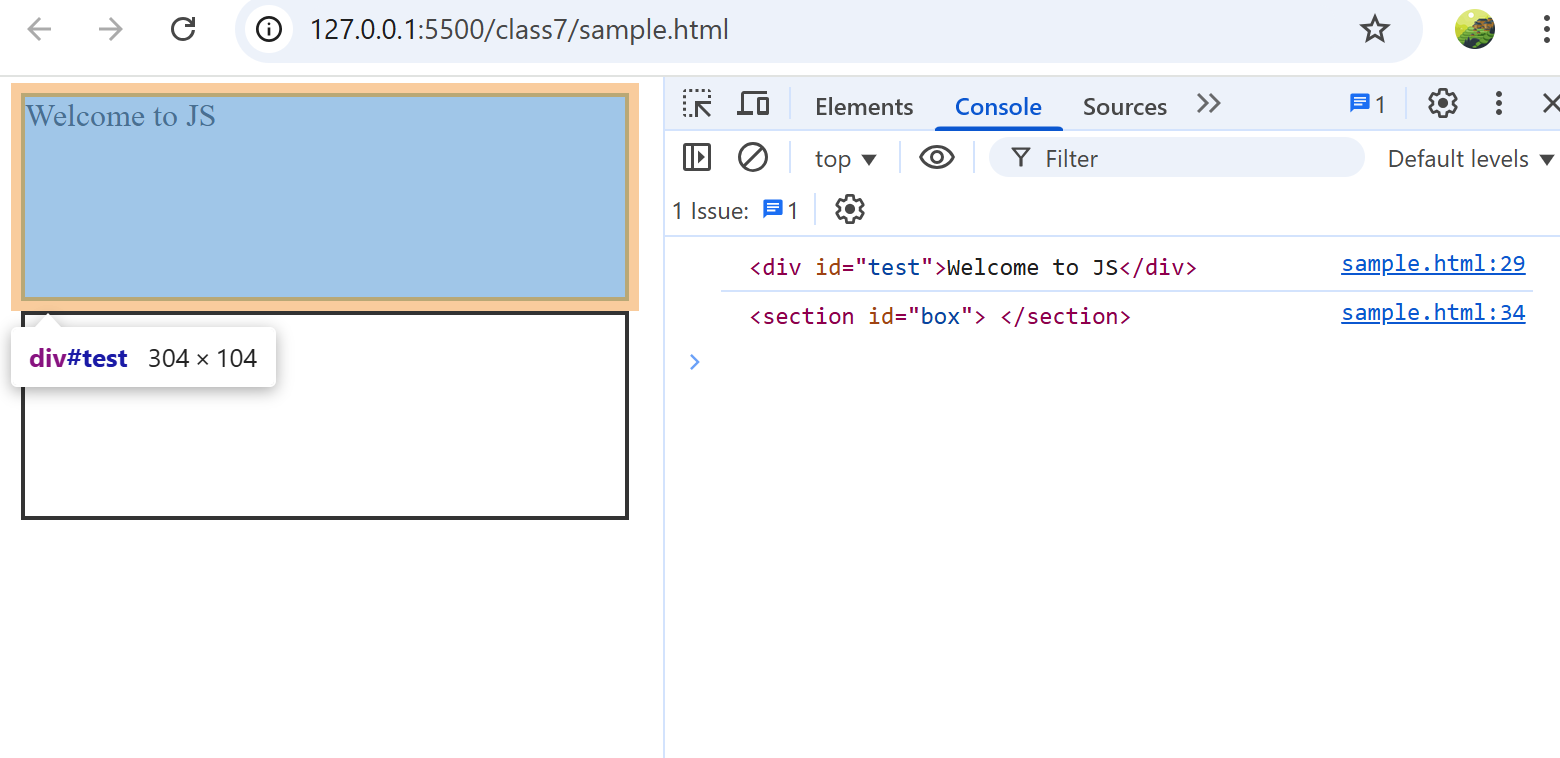 127.0.0.1:5500/class7/sample.html
Welcome to JS
div#test 304 × 104
Elements Console Sources 1
top Filter Default levels
1 Issue: 1
<div id="test">Welcome to JS</div> sample.html:29
<section id="box"> </section> sample.html:34